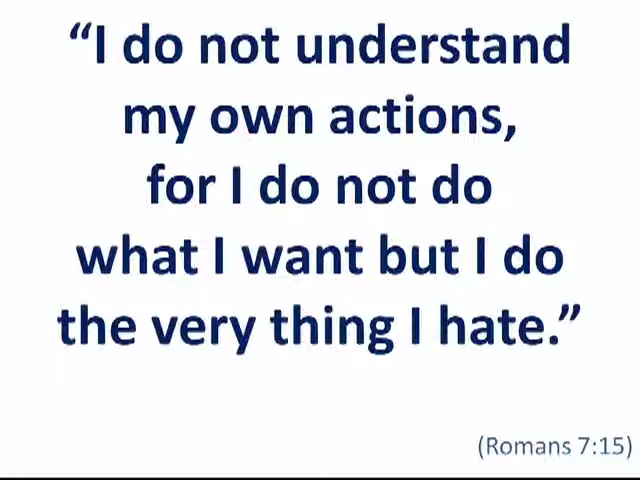 “I do not understand
my own actions,
for I do not do
what I want but I do
the very thing I hate.”
(Romans 7:15)